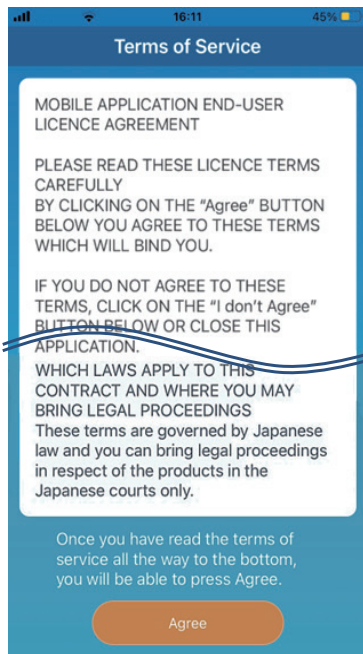 16:11
45%
Terms of Service
MOBILE APPLICATION END-USER
LICENCE AGREEMENT
PLEASE READ THESE LICENCE TERMS
CAREFULLY
BY CLICKING ON THE “Agree” BUTTON
BELOW YOU AGREE TO THESE TERMS
WHICH WILL BIND YOU.
IF YOU DO NOT AGREE TO THESE
TERMS, CLICK ON THE “I don’t Agree”
BUTTON BELOW OR CLOSE THIS
APPLICATION.
WHICH LAWS APPLY TO THIS
CONTRACT AND WHERE YOU MAY
BRING LEGAL PROCEEDINGS
These terms are governed by Japanese
law and you can bring legal proceedings
in respect of the products in the
Japanese courts only.
Once you have read the terms of
service all the way to the bottom,
you will be able to press Agree.
Agree